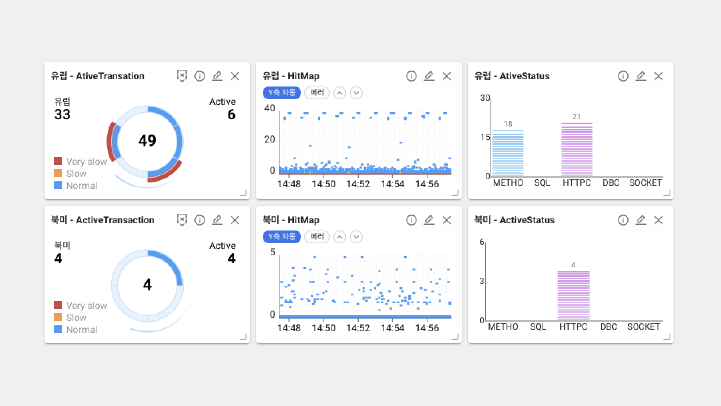 유럽 - AtiveTransation
유럽
33
Active
6
49
Very slow
Slow
Normal
유럽 - HitMap
Y축 자동
에러
40
20
0
14:48
14:50
14:52
14:54
14:56
유럽 - AtiveStatus
30
15
0
18
21
METHO
SQL
HTTPC
DBC
SOCKET
북미 - ActiveTransaction
북미
4
Active
4
4
Very slow
Slow
Normal
북미 - HitMap
Y축 자동
에러
5
0
14:48
14:50
14:52
14:54
14:56
북미 - ActiveStatus
6
3
0
4
METHO
SQL
HTTPC
DBC
SOCKET